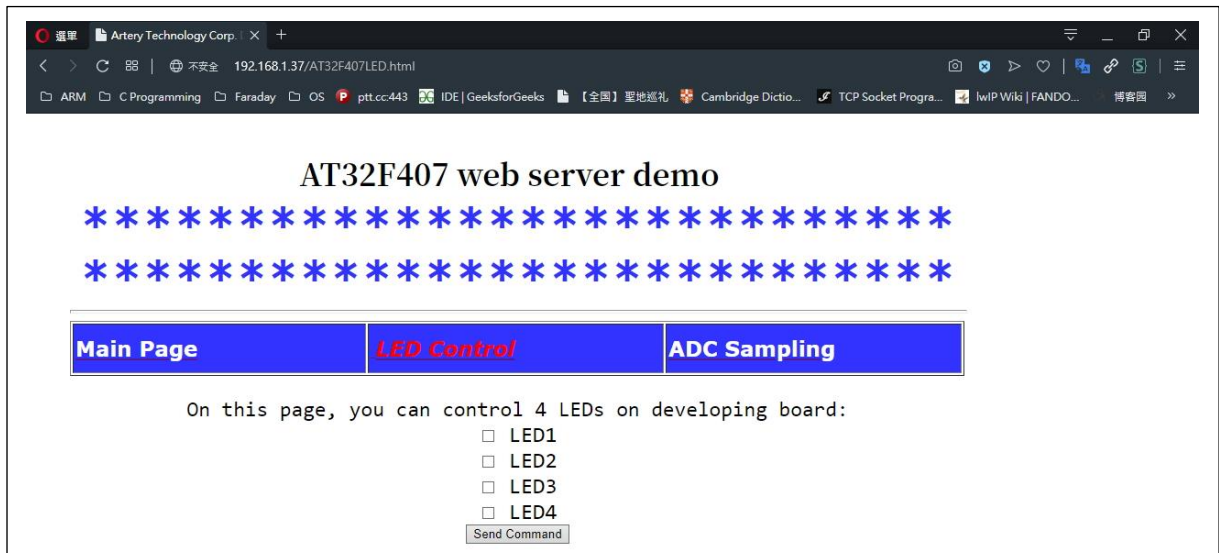 選單 Artery Technology Corp.
不安全 192.168.1.37/AT32F407LED.html
ARM C Programming Faraday OS ptt.cc:443 IDE | GeeksforGeeks 【全国】聖地巡礼 Cambridge Dictio... TCP Socket Progra... lwIP Wiki | FANDO... 博客园 »
AT32F407 web server demo
****************************
****************************
Main Page LED Control ADC Sampling
On this page, you can control 4 LEDs on developing board:
LED1
LED2
LED3
LED4
Send Command